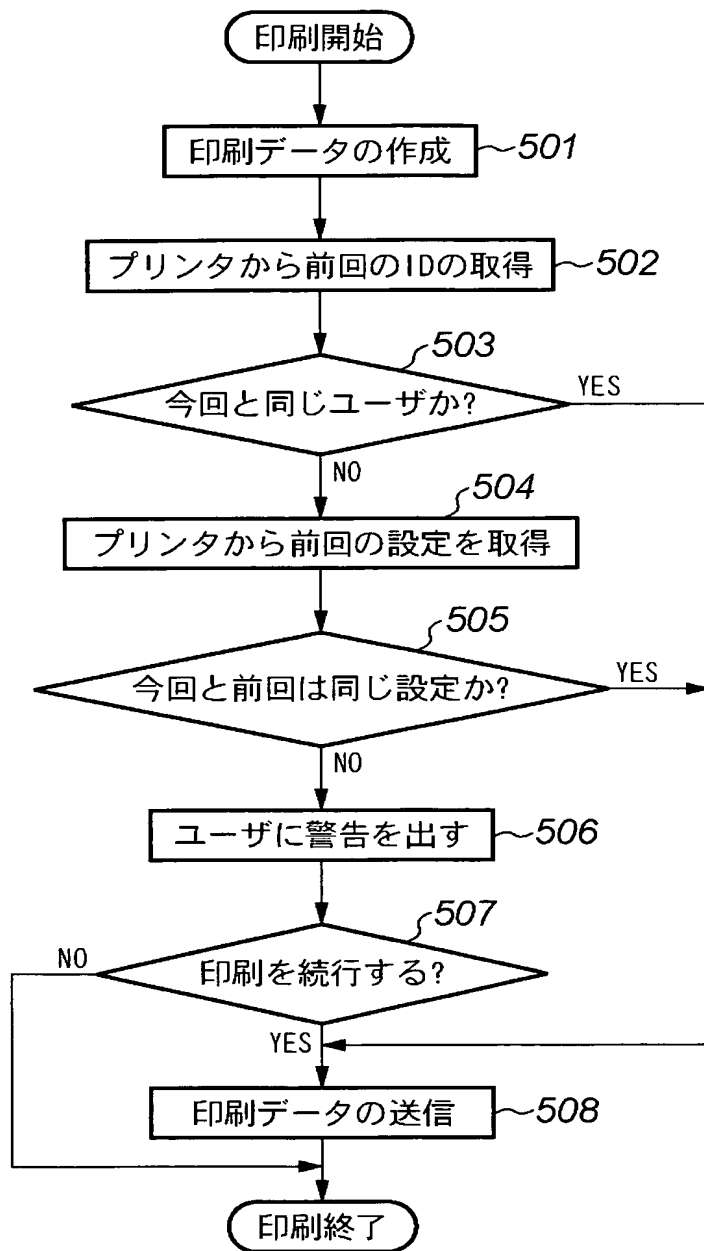 印刷開始
印刷データの作成
501
プリンタから前回のIDの取得
502
503
今回と同じユーザか?
YES
NO
504
プリンタから前回の設定を取得
505
今回と前回は同じ設定か?
YES
NO
ユーザに警告を出す
506
507
NO
印刷を続行する?
YES
印刷データの送信
508
印刷終了